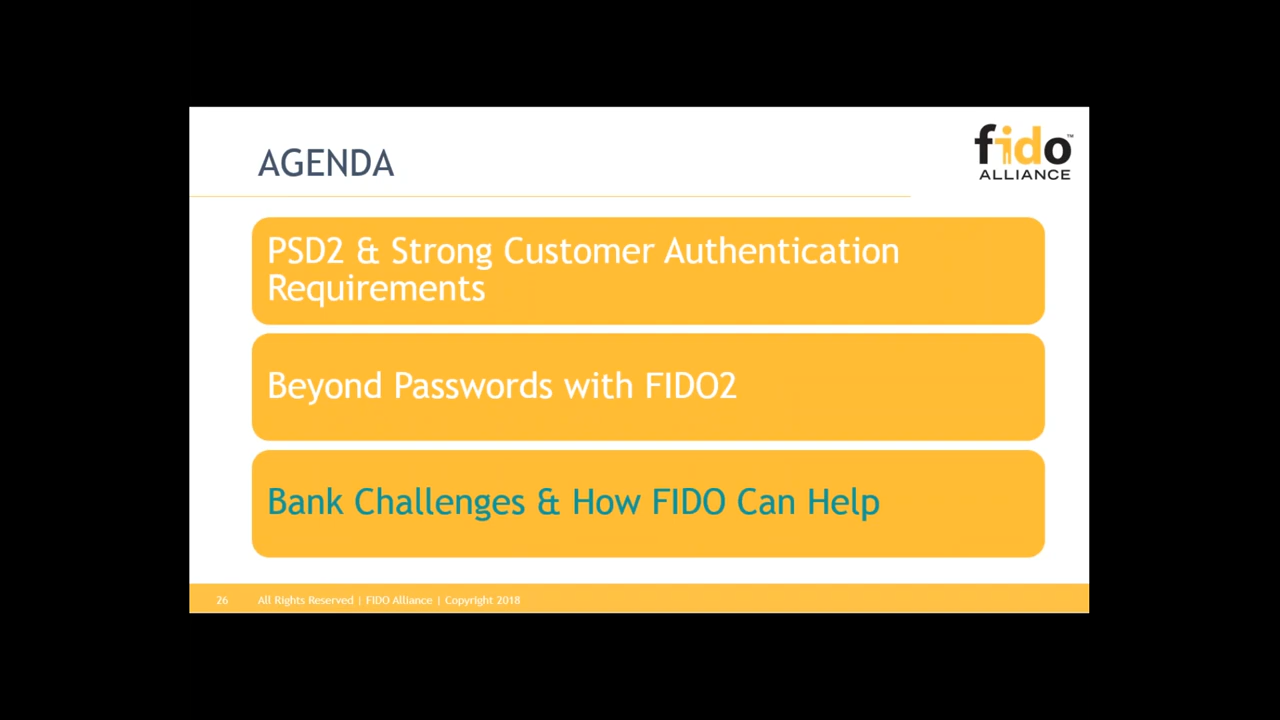 AGENDA
fido™
ALLIANCE
PSD2 & Strong Customer Authentication
Requirements
Beyond Passwords with FIDO2
Bank Challenges & How FIDO Can Help
26 All Rights Reserved | FIDO Alliance | Copyright 2018